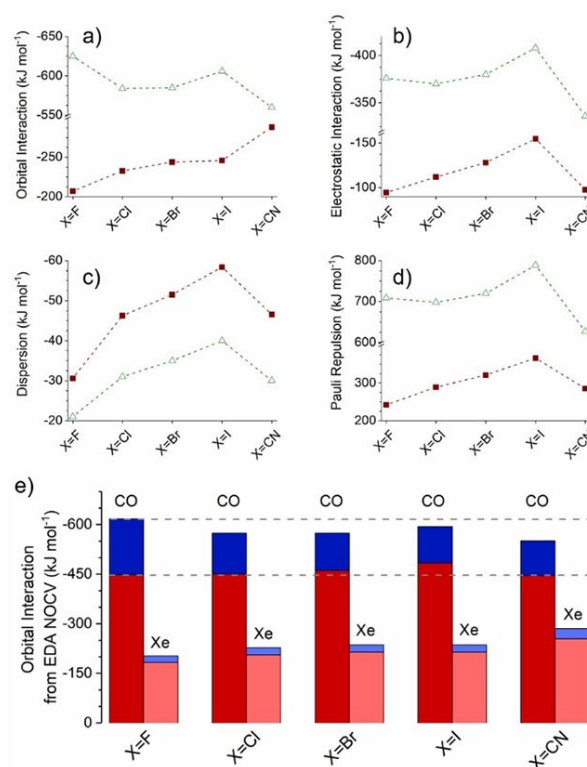 a)
Orbital Interaction (kJ mol⁻¹)
-650
-600
-550
-250
-200
X=F
X=Cl
X=Br
X=I
X=CN
b)
Electrostatic Interaction (kJ mol⁻¹)
-400
-350
-150
-100
X=F
X=Cl
X=Br
X=I
X=CN
c)
Dispersion (kJ mol⁻¹)
-60
-50
-40
-30
-20
X=F
X=Cl
X=Br
X=I
X=CN
d)
Pauli Repulsion (kJ mol⁻¹)
800
700
600
300
200
X=F
X=Cl
X=Br
X=I
X=CN
e)
Orbital Interaction
from EDA NOCV (kJ mol⁻¹)
-600
-450
-300
-150
0
CO
CO
CO
CO
CO
Xe
Xe
Xe
Xe
Xe
X=F
X=Cl
X=Br
X=I
X=CN